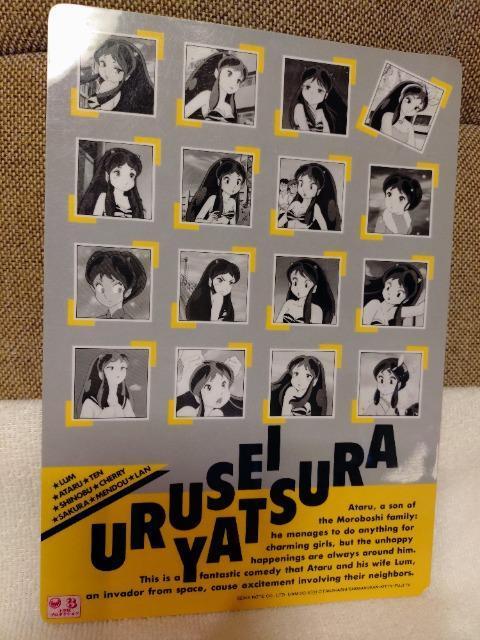 ★LUM
★ATARU★TEN
★SHINOBU★CHERRY
★SAKURA★MENDOU★LAN
URUSEI
YATSURA
Ataru, a son of
the Moroboshi family:
he manages to do anything for
charming girls, but the unhappy
happenings are always around him.
This is a fantastic comedy that Ataru and his wife Lum,
an invador from space, cause excitement involving their neighbors.